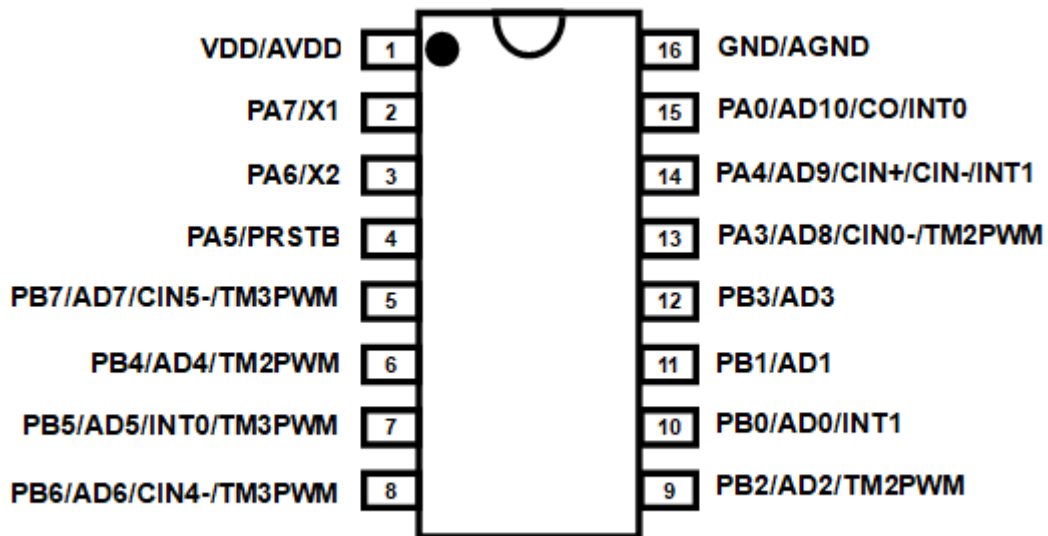 VDD/AVDD 1 16 GND/AGND
PA7/X1 2 15 PA0/AD10/CO/INT0
PA6/X2 3 14 PA4/AD9/CIN+/CIN-/INT1
PA5/PRSTB 4 13 PA3/AD8/CIN0-/TM2PWM
PB7/AD7/CIN5-/TM3PWM 5 12 PB3/AD3
PB4/AD4/TM2PWM 6 11 PB1/AD1
PB5/AD5/INT0/TM3PWM 7 10 PB0/AD0/INT1
PB6/AD6/CIN4-/TM3PWM 8 9 PB2/AD2/TM2PWM